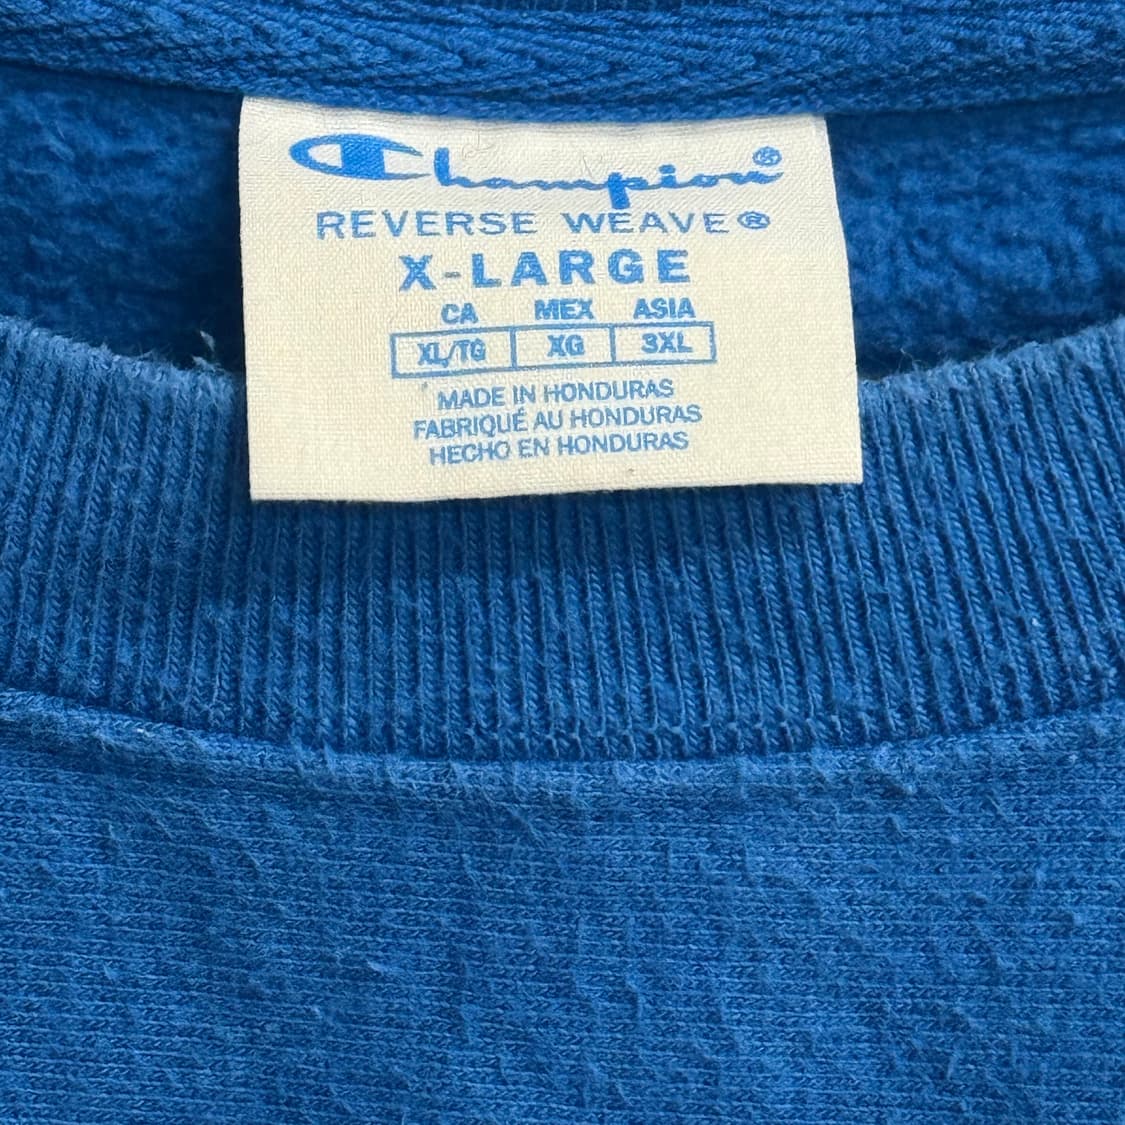 Champion®
REVERSE WEAVE®
X-LARGE
CA MEX ASIA
XL/TG XG 3XL
MADE IN HONDURAS
FABRIQUÉ AU HONDURAS
HECHO EN HONDURAS